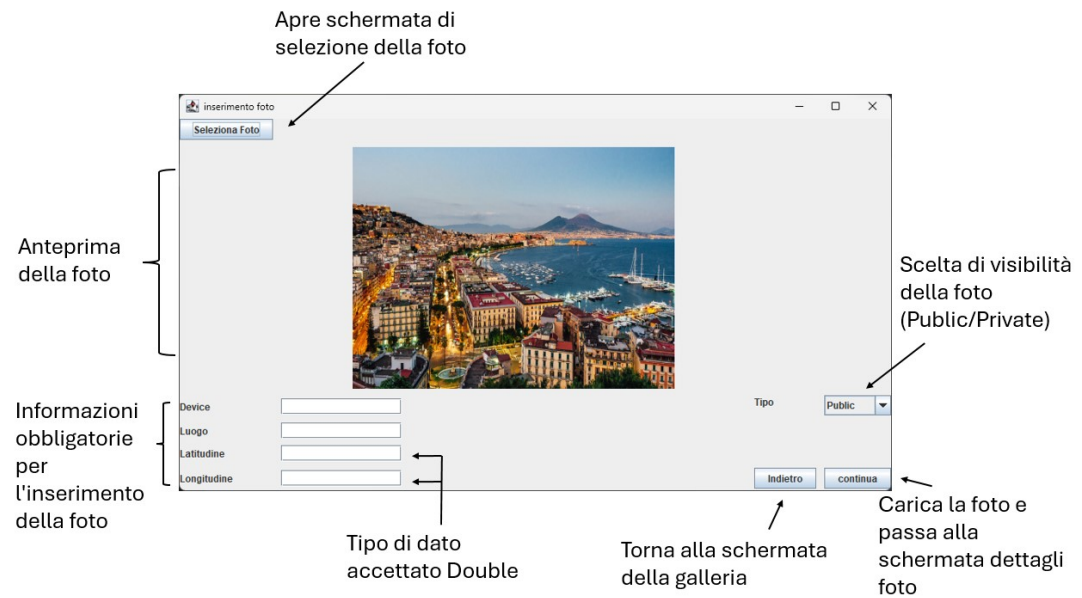 Apre schermata di
selezione della foto
inserimento foto
Seleziona Foto
Anteprima
della foto
Scelta di visibilità
della foto
(Public/Private)
Informazioni
obbligatorie
per
l'inserimento
della foto
Device
Luogo
Latitudine
Longitudine
Tipo
Public
Indietro
continua
Tipo di dato
accettato Double
Torna alla schermata
della galleria
Carica la foto e
passa alla
schermata dettagli
foto